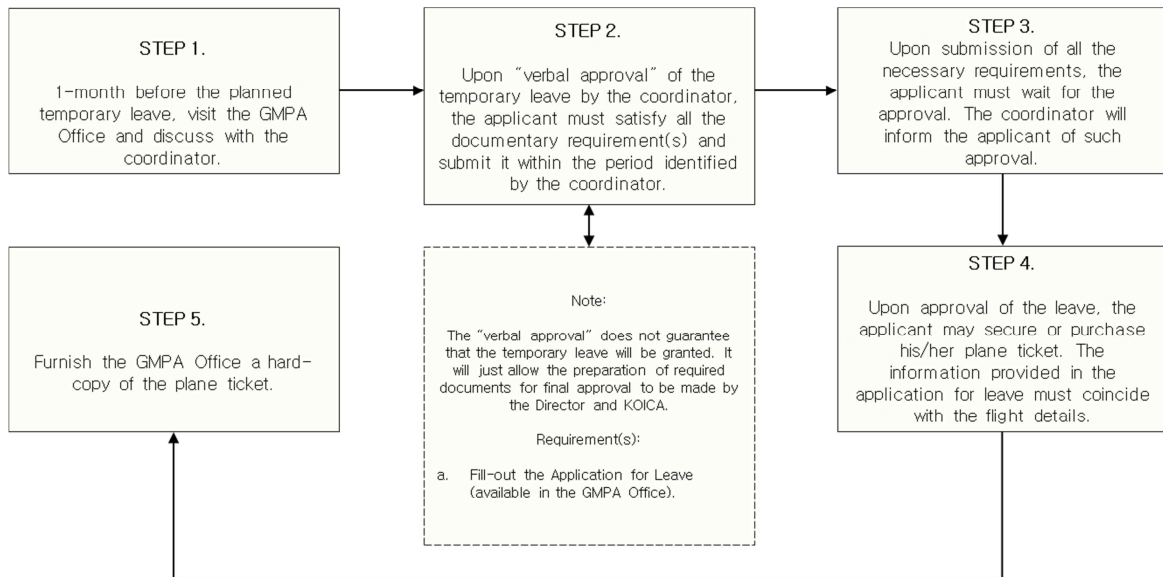 STEP 1.
1-month before the planned
temporary leave, visit the GMPA
Office and discuss with the
coordinator.
STEP 2.
Upon "verbal approval" of the
temporary leave by the coordinator,
the applicant must satisfy all the
documentary requirement(s) and
submit it within the period identified
by the coordinator.
STEP 3.
Upon submission of all the
necessary requirements, the
applicant must wait for the
approval. The coordinator will
inform the applicant of such
approval.
Note:
The "verbal approval" does not guarantee
that the temporary leave will be granted. It
will just allow the preparation of required
documents for final approval to be made by
the Director and KOICA.
Requirement(s):
a. Fill-out the Application for Leave
(available in the GMPA Office).
STEP 4.
Upon approval of the leave, the
applicant may secure or purchase
his/her plane ticket. The
information provided in the
application for leave must coincide
with the flight details.
STEP 5.
Furnish the GMPA Office a hard-
copy of the plane ticket.